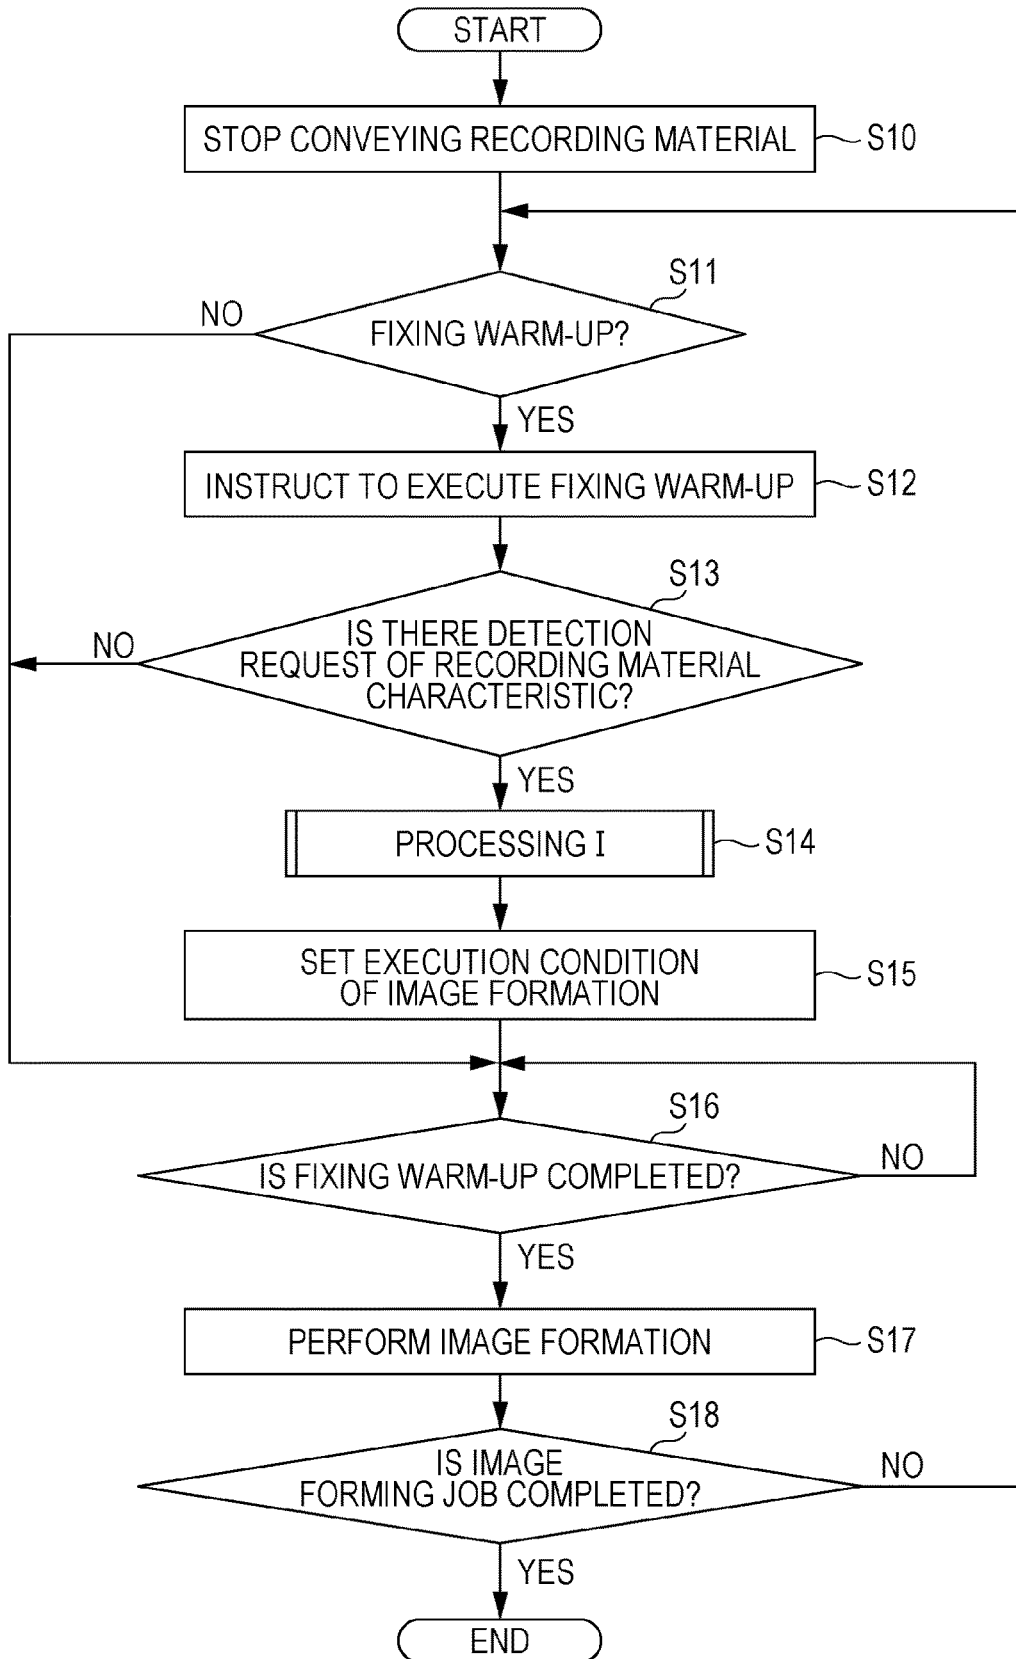 START
STOP CONVEYING RECORDING MATERIAL
S10
S11
NO
FIXING WARM-UP?
YES
INSTRUCT TO EXECUTE FIXING WARM-UP
S12
S13
NO
IS THERE DETECTION
REQUEST OF RECORDING MATERIAL
CHARACTERISTIC?
YES
PROCESSING I
S14
SET EXECUTION CONDITION
OF IMAGE FORMATION
S15
S16
IS FIXING WARM-UP COMPLETED?
NO
YES
PERFORM IMAGE FORMATION
S17
S18
IS IMAGE
FORMING JOB COMPLETED?
NO
YES
END